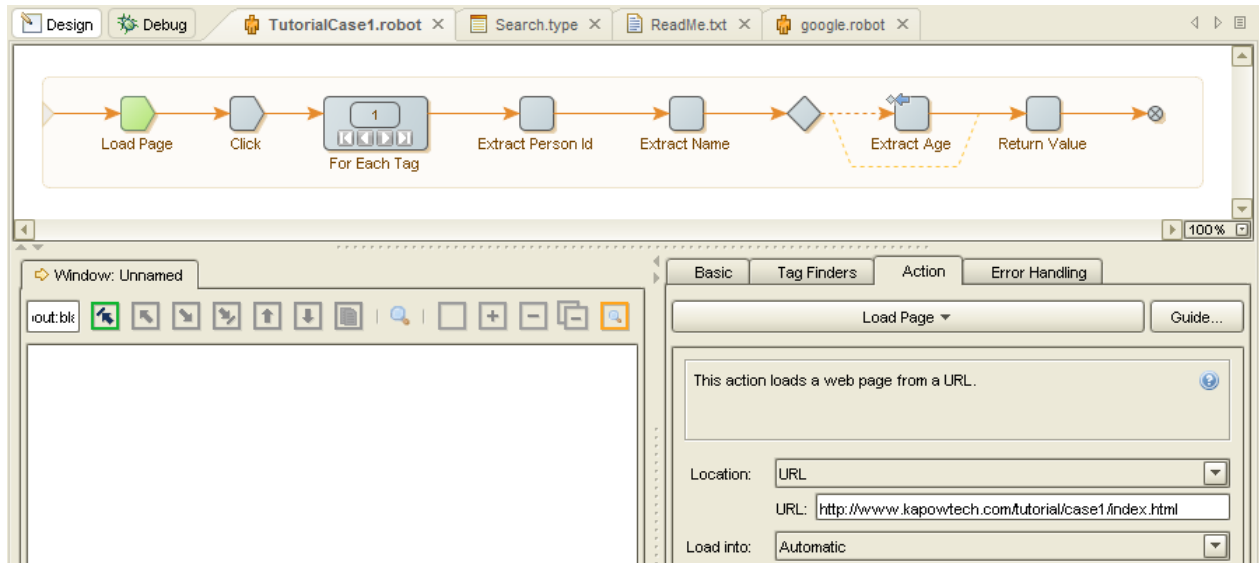 Design Debug TutorialCase1.robot Search.type ReadMe.txt google.robot
1
Load Page Click For Each Tag Extract Person Id Extract Name Extract Age Return Value
100%
Window: Unnamed
Basic Tag Finders Action Error Handling
Load Page Guide...
This action loads a web page from a URL.
Location: URL
URL: http://www.kapowtech.com/tutorial/case1/index.html
Load into: Automatic